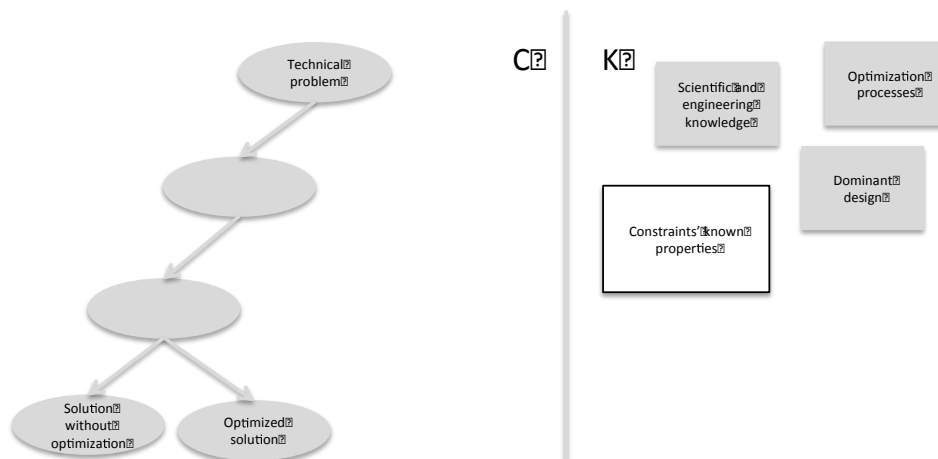 Technical
problem
C
K
Scientific and
engineering
knowledge
Optimization
processes
Dominant
design
Constraints' known
properties
Solution
without
optimization
Optimized
solution